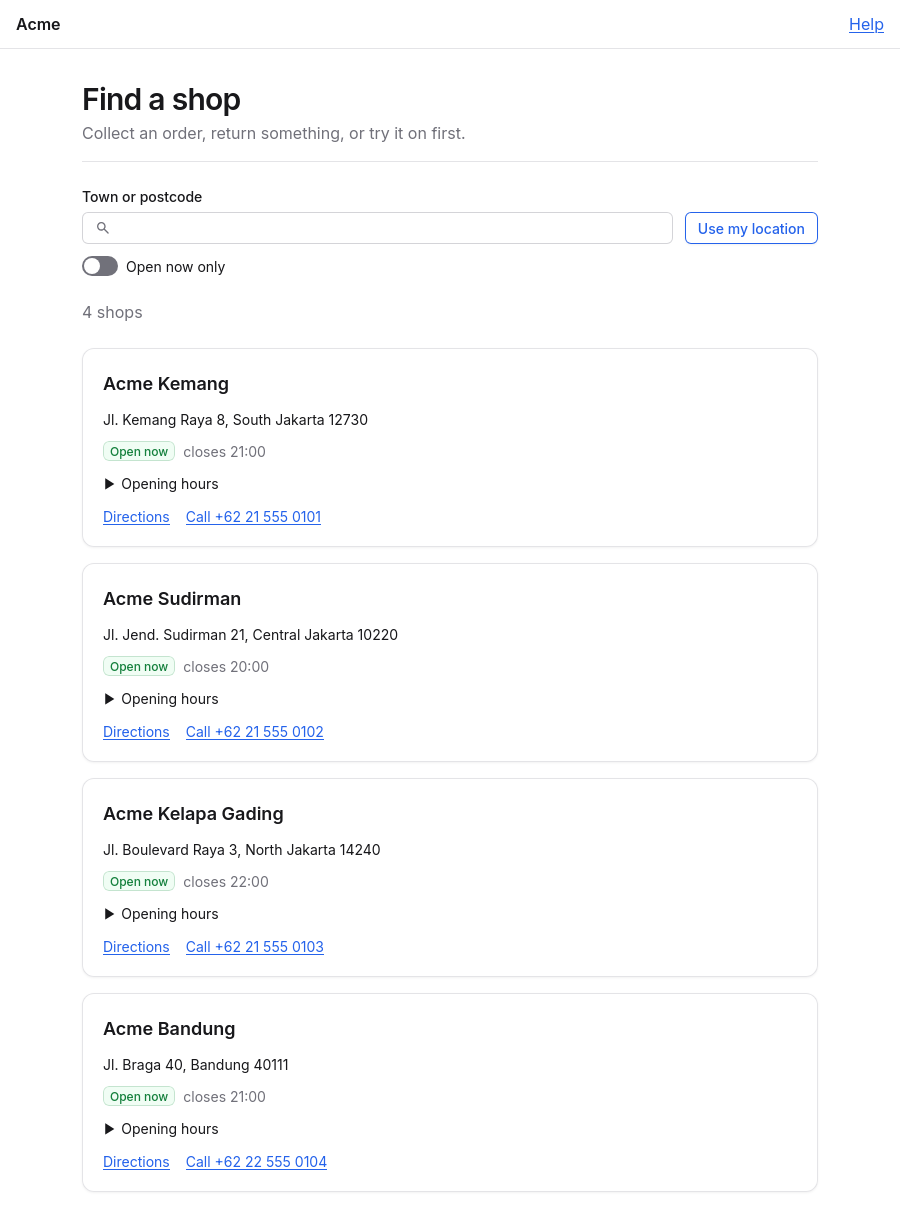 Acme
Help
Find a shop
Collect an order, return something, or try it on first.
Town or postcode
Use my location
Open now only
4 shops
Acme Kemang
Jl. Kemang Raya 8, South Jakarta 12730
Open now closes 21:00
Opening hours
Directions Call +62 21 555 0101
Acme Sudirman
Jl. Jend. Sudirman 21, Central Jakarta 10220
Open now closes 20:00
Opening hours
Directions Call +62 21 555 0102
Acme Kelapa Gading
Jl. Boulevard Raya 3, North Jakarta 14240
Open now closes 22:00
Opening hours
Directions Call +62 21 555 0103
Acme Bandung
Jl. Braga 40, Bandung 40111
Open now closes 21:00
Opening hours
Directions Call +62 22 555 0104